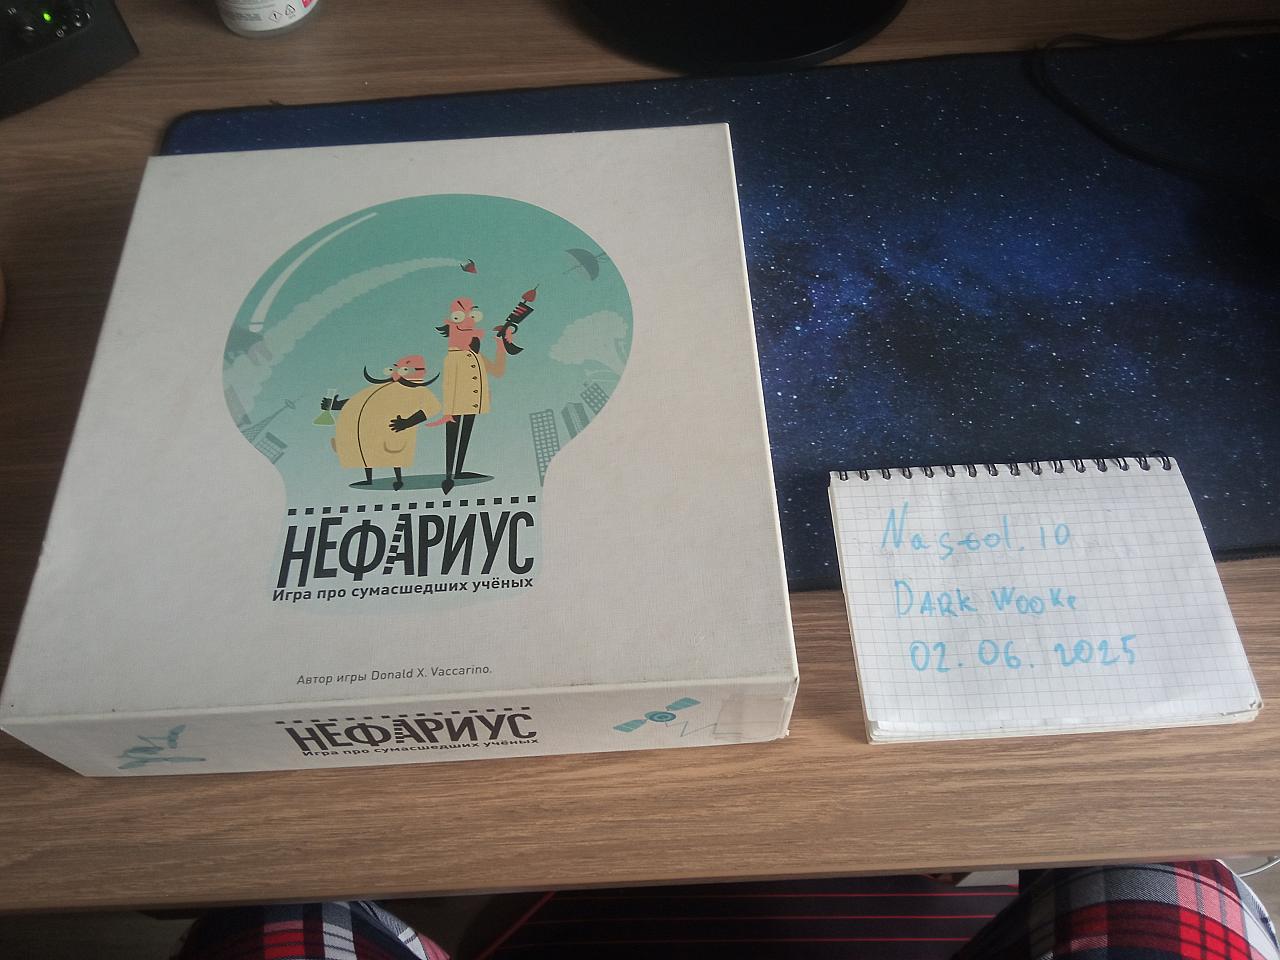 НЕФАРИУС
Игра про сумасшедших учёных
Автор игры Donald X. Vaccarino.
НЕФАРИУС
Игра про сумасшедших учёных
Nastol.io
DARK WOOKe
02.06.2025